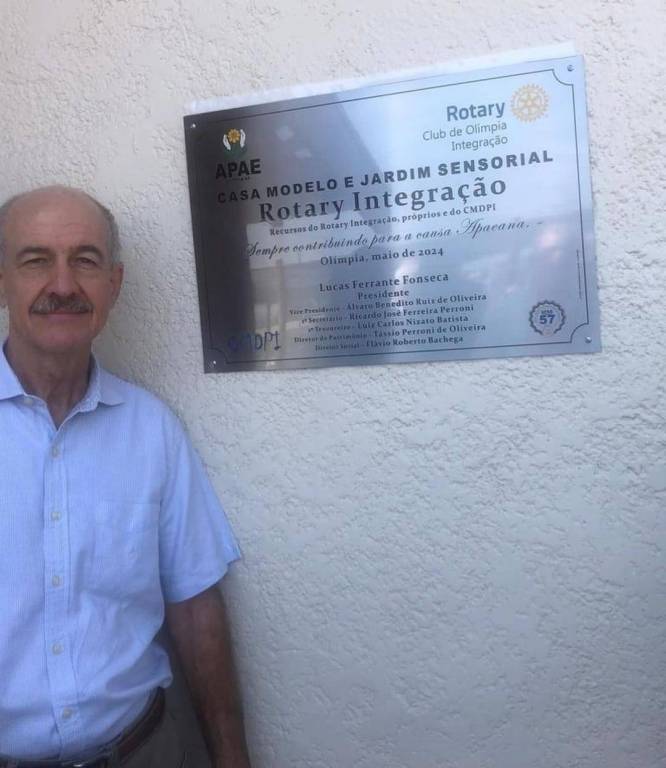 Rotary
Club de Olímpia
Integração
APAE
CASA MODELO E JARDIM SENSORIAL
Rotary Integração
Recursos do Rotary Integração, próprios e do CMDPI
Sempre contribuindo para a causa Apaeana. -
Olímpia, maio de 2024
Lucas Ferrante Fonseca
Presidente
Vice Presidente - Álvaro Benedito Ruiz de Oliveira
1º Secretário - Ricardo José Ferreira Perroni
1º Tesoureiro - Luiz Carlos Nizato Batista
Diretor de Patrimônio - Tássio Perroni de Oliveira
Diretor Social - Flávio Roberto Bachega
CMDPI
57